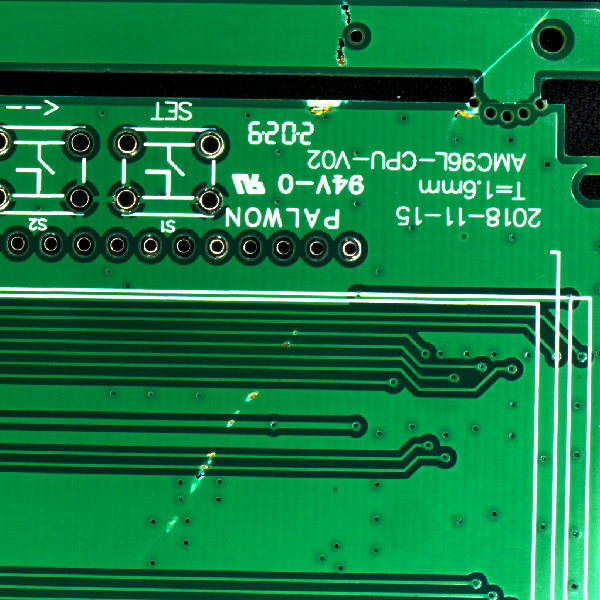 2018-11-15
T=1.6mm
AMC96L-CPU-V02
PALWON
94V-0
2029
S1
SET
S2